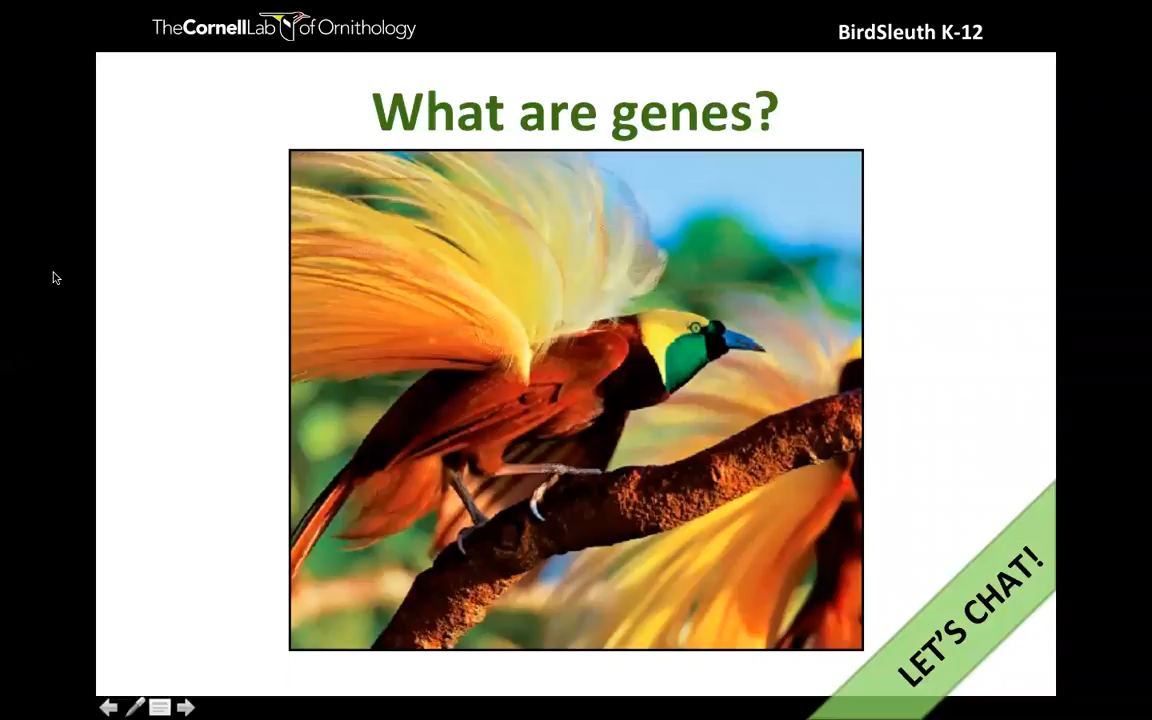 TheCornellLab of Ornithology
BirdSleuth K-12
What are genes?
LET'S CHAT!